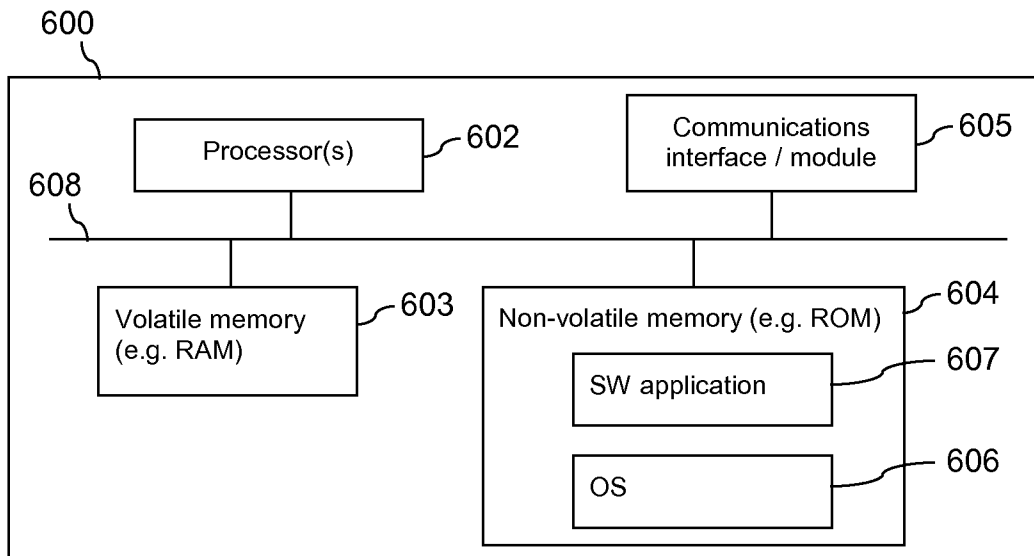 600
Processor(s)
602
Communications
interface / module
605
608
Volatile memory
(e.g. RAM)
603
Non-volatile memory (e.g. ROM)
604
SW application
607
OS
606